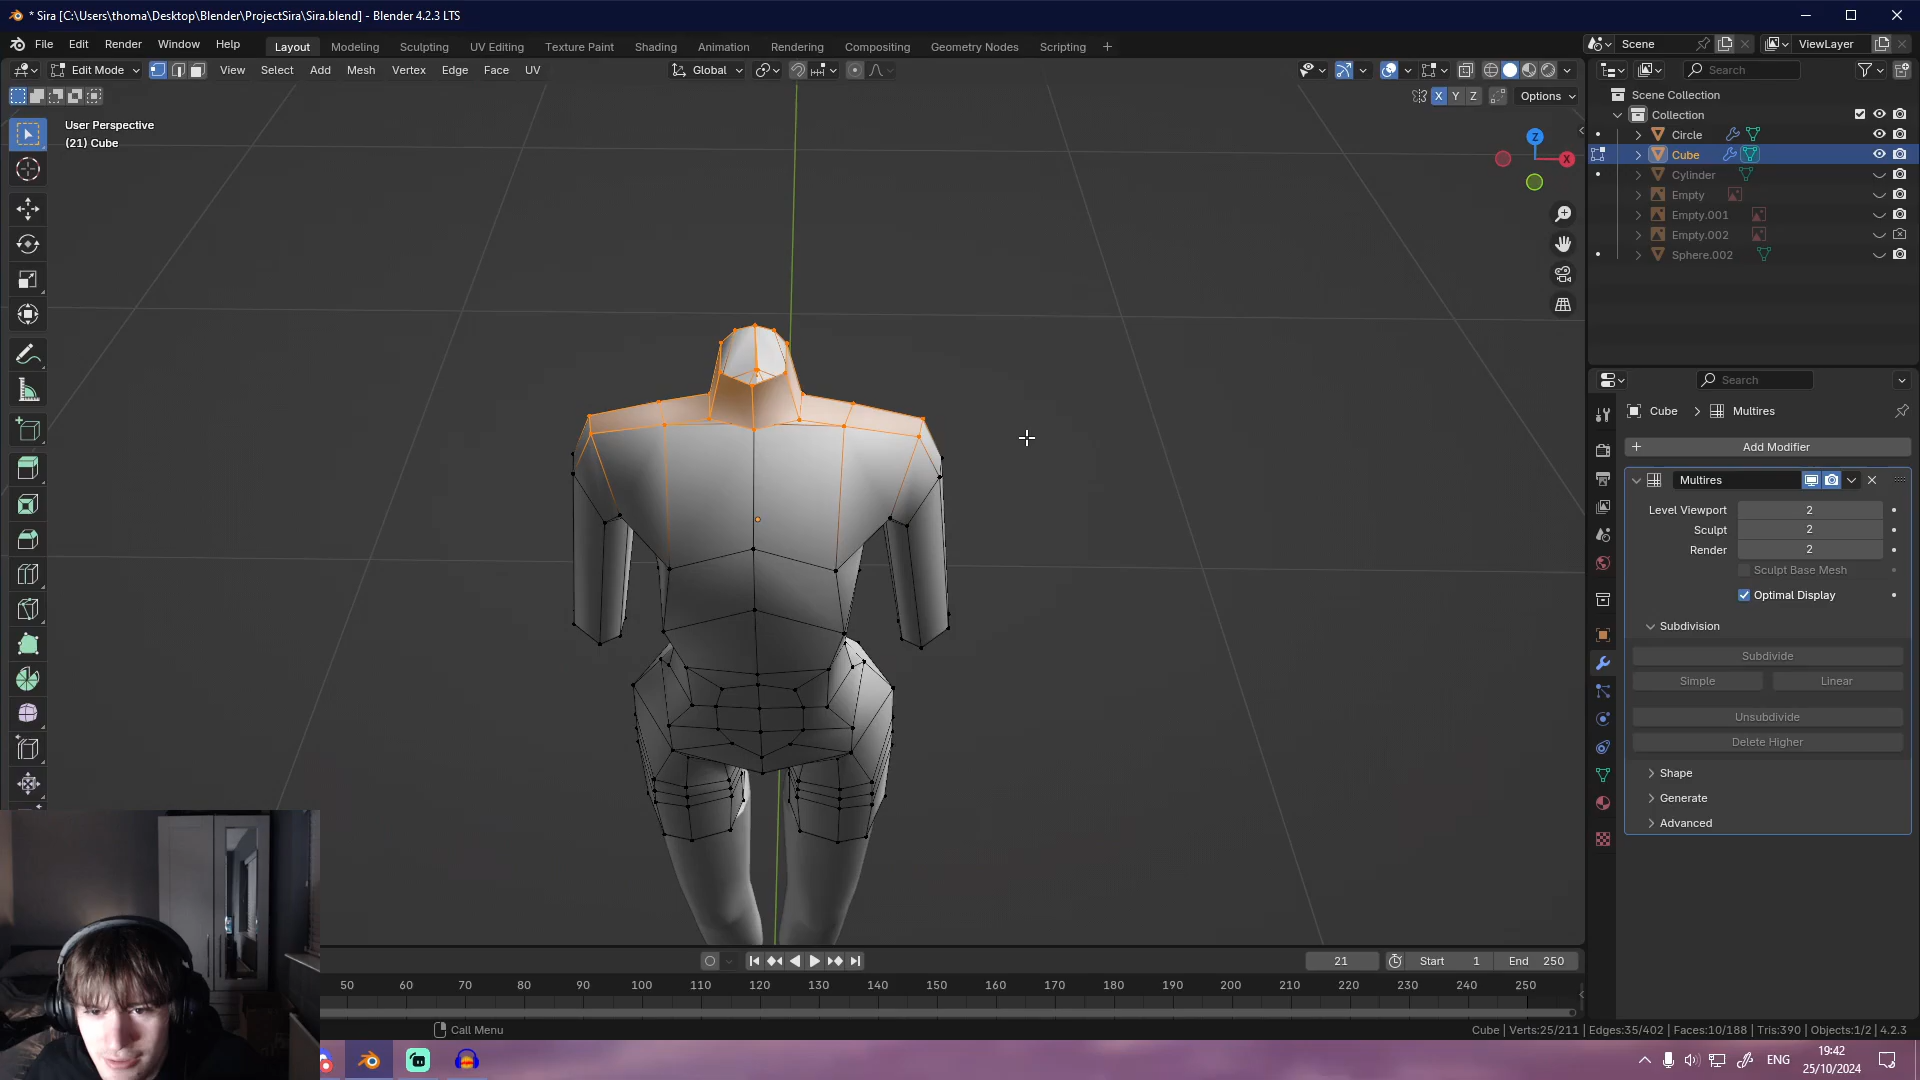 * Sira [C:\Users\thoma\Desktop\Blender\ProjectSira\Sira.blend] - Blender 4.2.3 LTS
File Edit Render Window Help Layout Modeling Sculpting UV Editing Texture Paint Shading Animation Rendering Compositing Geometry Nodes Scripting + Scene ViewLayer
Edit Mode View Select Add Mesh Vertex Edge Face UV Global Search
X Y Z Options
User Perspective
(21) Cube
Z
X
Scene Collection
Collection
Circle
Cube
Cylinder
Empty
Empty.001
Empty.002
Sphere.002
Search
Cube > Multires
+ Add Modifier
Multires
Level Viewport 2
Sculpt 2
Render 2
Sculpt Base Mesh
Optimal Display
Subdivision
Subdivide
Simple Linear
Unsubdivide
Delete Higher
Shape
Generate
Advanced
21 Start 1 End 250
50 60 70 80 90 100 110 120 130 140 150 160 170 180 190 200 210 220 230 240 250
Call Menu
Cube | Verts:25/211 | Edges:35/402 | Faces:10/188 | Tris:390 | Objects:1/2 | 4.2.3
ENG
19:42
25/10/2024